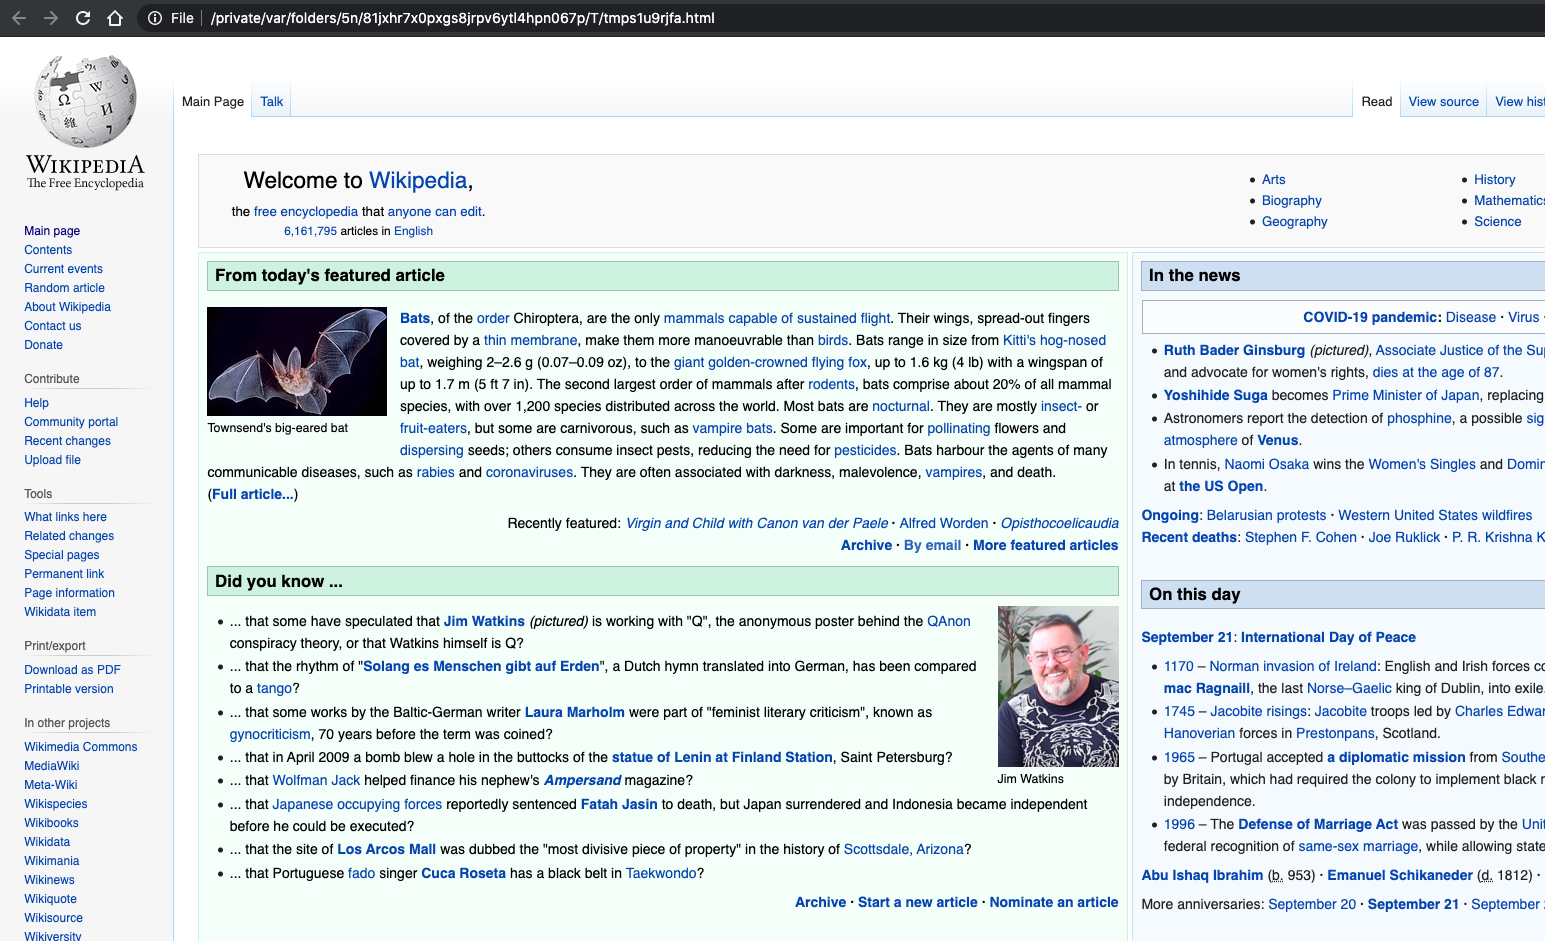 File /private/var/folders/5n/81jxhr7x0pxgs8jrpv6ytl4hpn067p/T/tmps1u9rjfa.html
Ω W И 維 7
WIKIPEDIA
The Free Encyclopedia
Main page
Contents
Current events
Random article
About Wikipedia
Contact us
Donate
Contribute
Help
Community portal
Recent changes
Upload file
Tools
What links here
Related changes
Special pages
Permanent link
Page information
Wikidata item
Print/export
Download as PDF
Printable version
In other projects
Wikimedia Commons
MediaWiki
Meta-Wiki
Wikispecies
Wikibooks
Wikidata
Wikimania
Wikinews
Wikiquote
Wikisource
Wikiversity
Main Page Talk
Read View source View hist
Welcome to Wikipedia,
the free encyclopedia that anyone can edit.
6,161,795 articles in English
• Arts
• Biography
• Geography
• History
• Mathematics
• Science
From today's featured article
Townsend's big-eared bat
Bats, of the order Chiroptera, are the only mammals capable of sustained flight. Their wings, spread-out fingers
covered by a thin membrane, make them more manoeuvrable than birds. Bats range in size from Kitti's hog-nosed
bat, weighing 2–2.6 g (0.07–0.09 oz), to the giant golden-crowned flying fox, up to 1.6 kg (4 lb) with a wingspan of
up to 1.7 m (5 ft 7 in). The second largest order of mammals after rodents, bats comprise about 20% of all mammal
species, with over 1,200 species distributed across the world. Most bats are nocturnal. They are mostly insect- or
fruit-eaters, but some are carnivorous, such as vampire bats. Some are important for pollinating flowers and
dispersing seeds; others consume insect pests, reducing the need for pesticides. Bats harbour the agents of many
communicable diseases, such as rabies and coronaviruses. They are often associated with darkness, malevolence, vampires, and death.
(Full article...)
Recently featured: Virgin and Child with Canon van der Paele · Alfred Worden · Opisthocoelicaudia
Archive · By email · More featured articles
Did you know ...
• ... that some have speculated that Jim Watkins (pictured) is working with "Q", the anonymous poster behind the QAnon
conspiracy theory, or that Watkins himself is Q?
• ... that the rhythm of "Solang es Menschen gibt auf Erden", a Dutch hymn translated into German, has been compared
to a tango?
• ... that some works by the Baltic-German writer Laura Marholm were part of "feminist literary criticism", known as
gynocriticism, 70 years before the term was coined?
• ... that in April 2009 a bomb blew a hole in the buttocks of the statue of Lenin at Finland Station, Saint Petersburg?
• ... that Wolfman Jack helped finance his nephew's Ampersand magazine?
• ... that Japanese occupying forces reportedly sentenced Fatah Jasin to death, but Japan surrendered and Indonesia became independent
before he could be executed?
• ... that the site of Los Arcos Mall was dubbed the "most divisive piece of property" in the history of Scottsdale, Arizona?
• ... that Portuguese fado singer Cuca Roseta has a black belt in Taekwondo?
Jim Watkins
Archive · Start a new article · Nominate an article
In the news
COVID-19 pandemic: Disease · Virus ·
• Ruth Bader Ginsburg (pictured), Associate Justice of the Su
and advocate for women's rights, dies at the age of 87.
• Yoshihide Suga becomes Prime Minister of Japan, replacing
• Astronomers report the detection of phosphine, a possible sig
atmosphere of Venus.
• In tennis, Naomi Osaka wins the Women's Singles and Domin
at the US Open.
Ongoing: Belarusian protests · Western United States wildfires
Recent deaths: Stephen F. Cohen · Joe Ruklick · P. R. Krishna K
On this day
September 21: International Day of Peace
• 1170 – Norman invasion of Ireland: English and Irish forces co
mac Ragnaill, the last Norse–Gaelic king of Dublin, into exile.
• 1745 – Jacobite risings: Jacobite troops led by Charles Edwar
Hanoverian forces in Prestonpans, Scotland.
• 1965 – Portugal accepted a diplomatic mission from Southe
by Britain, which had required the colony to implement black r
independence.
• 1996 – The Defense of Marriage Act was passed by the Unit
federal recognition of same-sex marriage, while allowing state
Abu Ishaq Ibrahim (b. 953) · Emanuel Schikaneder (d. 1812) ·
More anniversaries: September 20 · September 21 · September